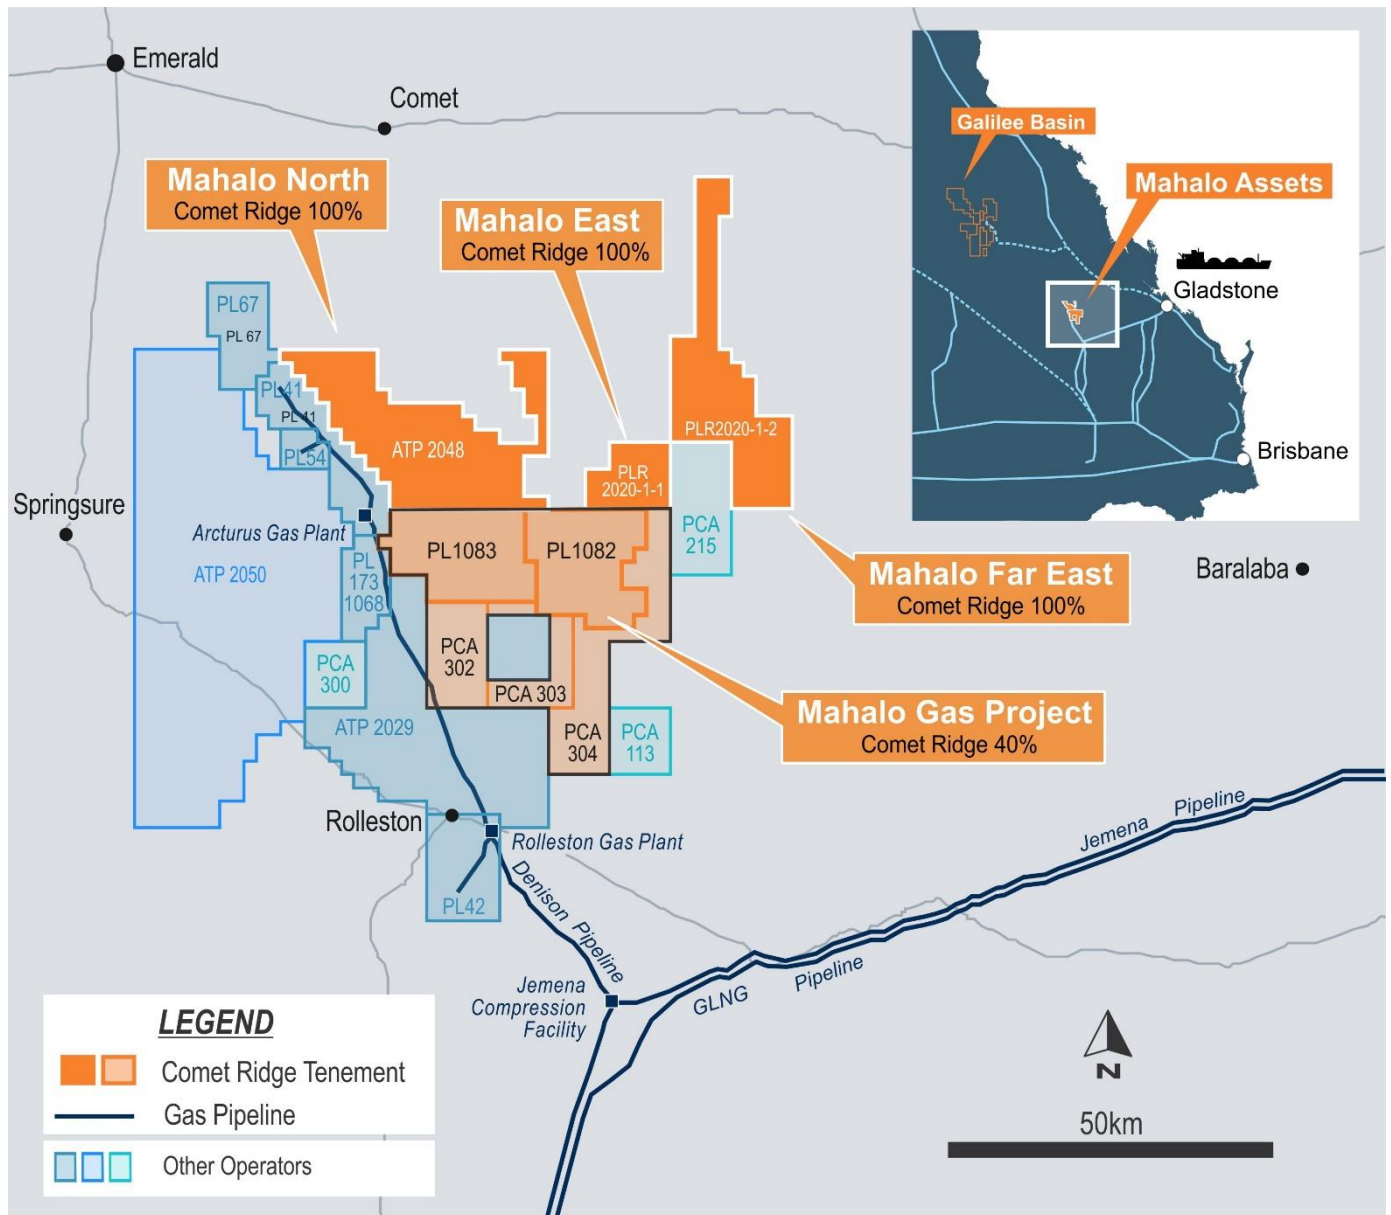 Emerald
Comet
Galilee Basin
Mahalo Assets
Gladstone
Brisbane
Mahalo North
Comet Ridge 100%
Mahalo East
Comet Ridge 100%
PL67
PL 67
PL41
PL 41
PL54
ATP 2048
PLR2020-1-2
PLR
2020-1-1
Springsure
Arcturus Gas Plant
PL1083
PL1082
PCA
215
Baralaba
Mahalo Far East
Comet Ridge 100%
ATP 2050
PL
173
1068
PCA
300
PCA
302
PCA 303
Mahalo Gas Project
Comet Ridge 40%
ATP 2029
PCA
304
PCA
113
Rolleston
Rolleston Gas Plant
PL42
Denison Pipeline
Jemena Pipeline
GLNG Pipeline
Jemena
Compression
Facility
LEGEND
Comet Ridge Tenement
Gas Pipeline
Other Operators
N
50km